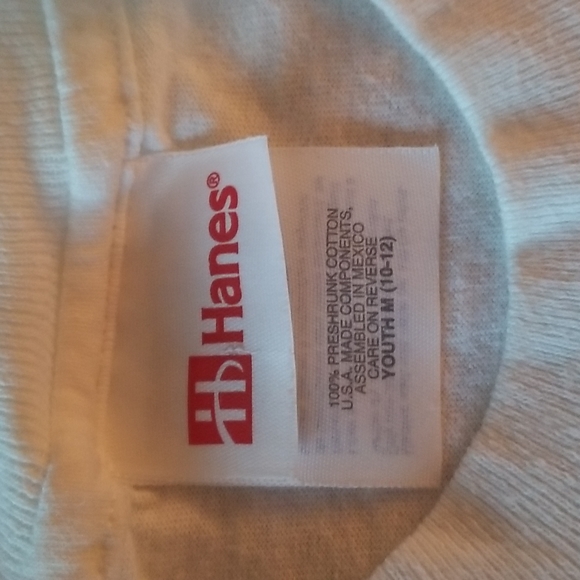 Hanes®
100% PRESHRUNK COTTON
U.S.A. MADE COMPONENTS,
ASSEMBLED IN MEXICO
CARE ON REVERSE
YOUTH M (10-12)